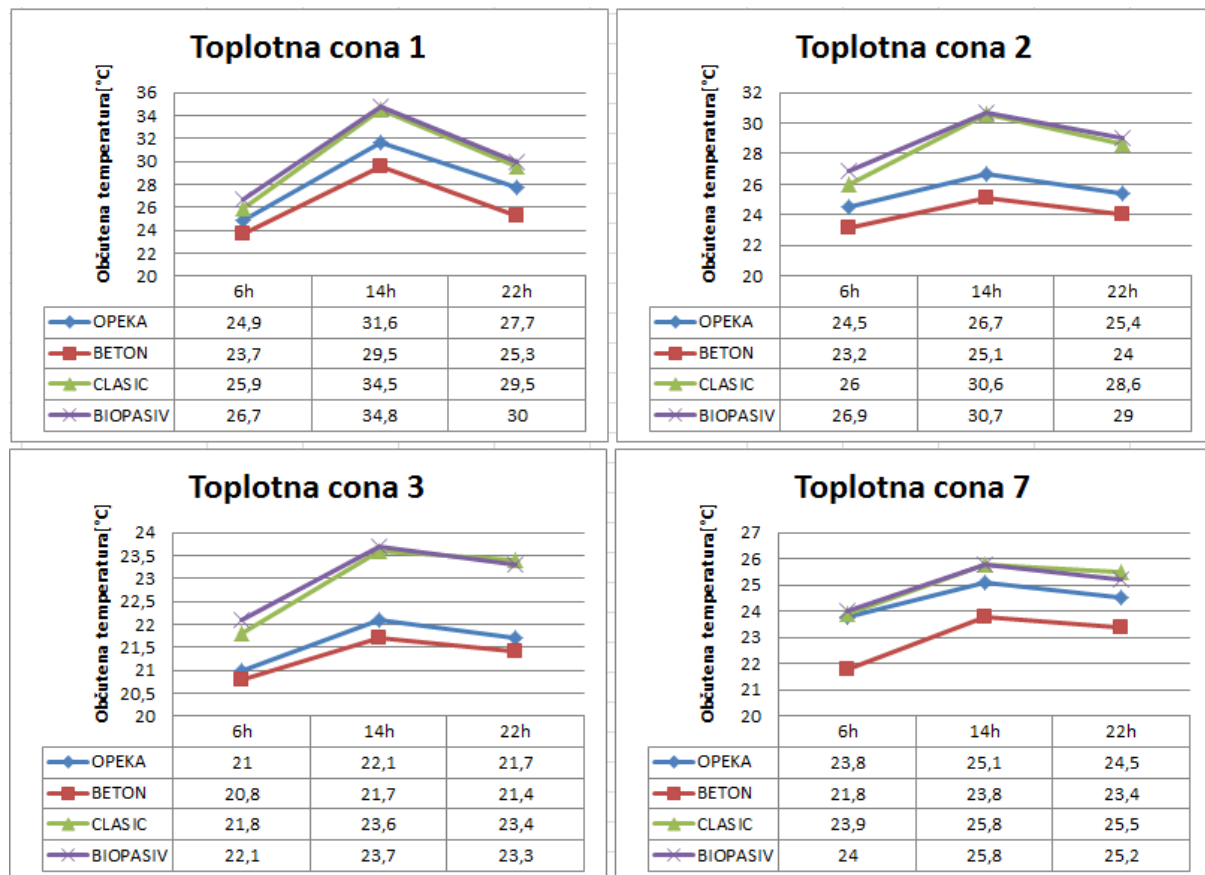 Toplotna cona 1
Občutena temperatura[°C]
36
34
32
30
28
26
24
22
20
6h 14h 22h
OPEKA 24,9 31,6 27,7
BETON 23,7 29,5 25,3
CLASIC 25,9 34,5 29,5
BIOPASIV 26,7 34,8 30
Toplotna cona 2
Občutena temperatura[°C]
32
30
28
26
24
22
20
6h 14h 22h
OPEKA 24,5 26,7 25,4
BETON 23,2 25,1 24
CLASIC 26 30,6 28,6
BIOPASIV 26,9 30,7 29
Toplotna cona 3
Občutena temperatura[°C]
24
23,5
23
22,5
22
21,5
21
20,5
20
6h 14h 22h
OPEKA 21 22,1 21,7
BETON 20,8 21,7 21,4
CLASIC 21,8 23,6 23,4
BIOPASIV 22,1 23,7 23,3
Toplotna cona 7
Občutena temperatura[°C]
27
26
25
24
23
22
21
20
6h 14h 22h
OPEKA 23,8 25,1 24,5
BETON 21,8 23,8 23,4
CLASIC 23,9 25,8 25,5
BIOPASIV 24 25,8 25,2